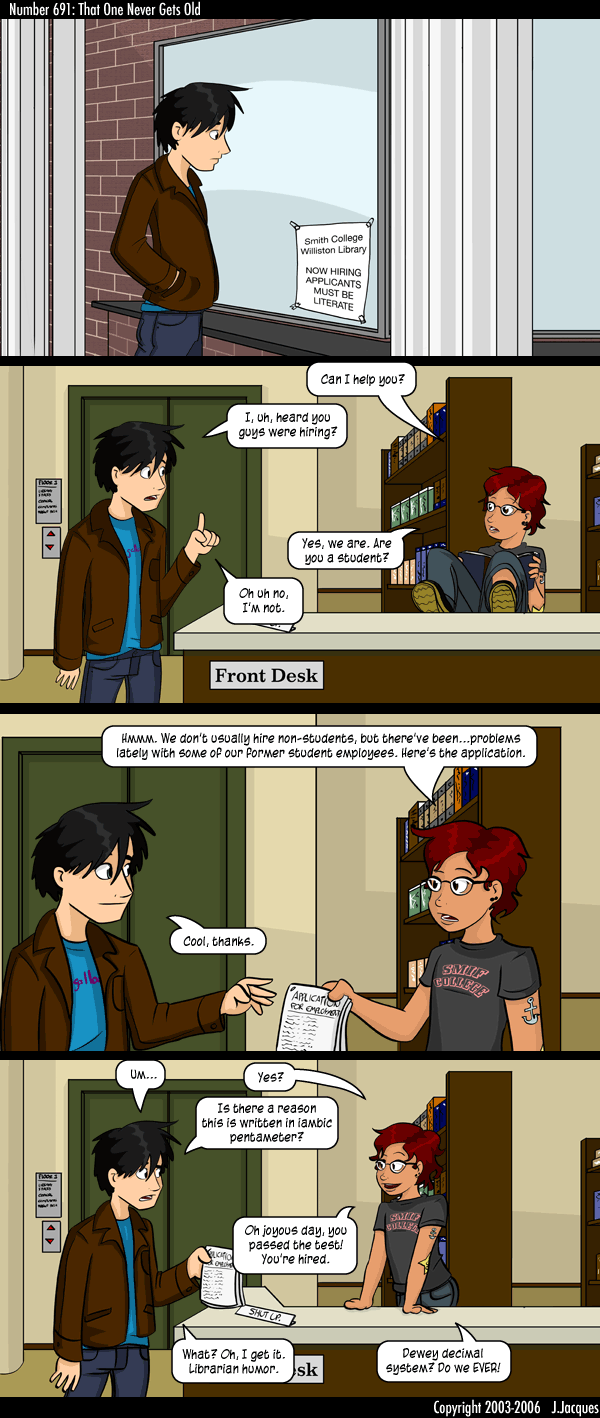 Number 691: That One Never Gets Old
Smith College
Williston Library
NOW HIRING
APPLICANTS
MUST BE
LITERATE
Can I help you?
I, uh, heard you
guys were hiring?
Yes, we are. Are
you a student?
Oh uh no,
I'm not.
Front Desk
Hmmm. We don't usually hire non-students, but there've been...problems
lately with some of our former student employees. Here's the application.
Cool, thanks.
APPLICATION
FOR EMPLOYMENT
SMIF
COLLEGE
Um...
Yes?
Is there a reason
this is written in iambic
pentameter?
Oh joyous day, you
passed the test!
You're hired.
SMIF
COLLEGE
SHUT UP.
What? Oh, I get it.
Librarian humor.
Dewey decimal
system? Do we EVER!
Copyright 2003-2006 J.Jacques